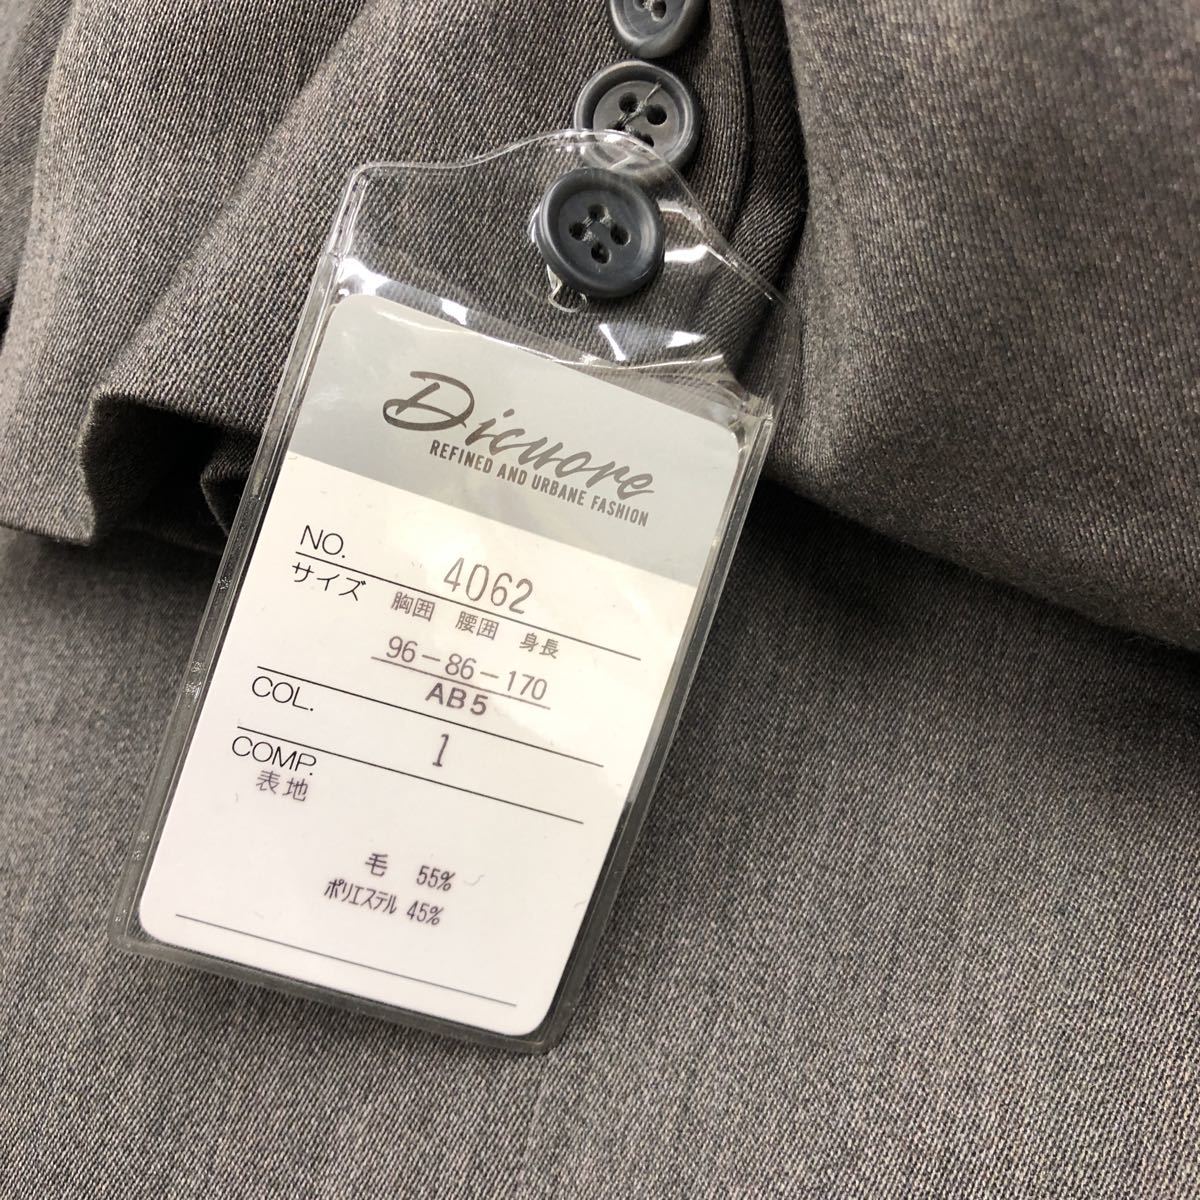 Dicuore
REFINED AND URBANE FASHION
NO. 4062
サイズ 胸囲 腰囲 身長
96-86-170
AB5
COL. 1
COMP.
表地
毛 55%
ポリエステル 45%